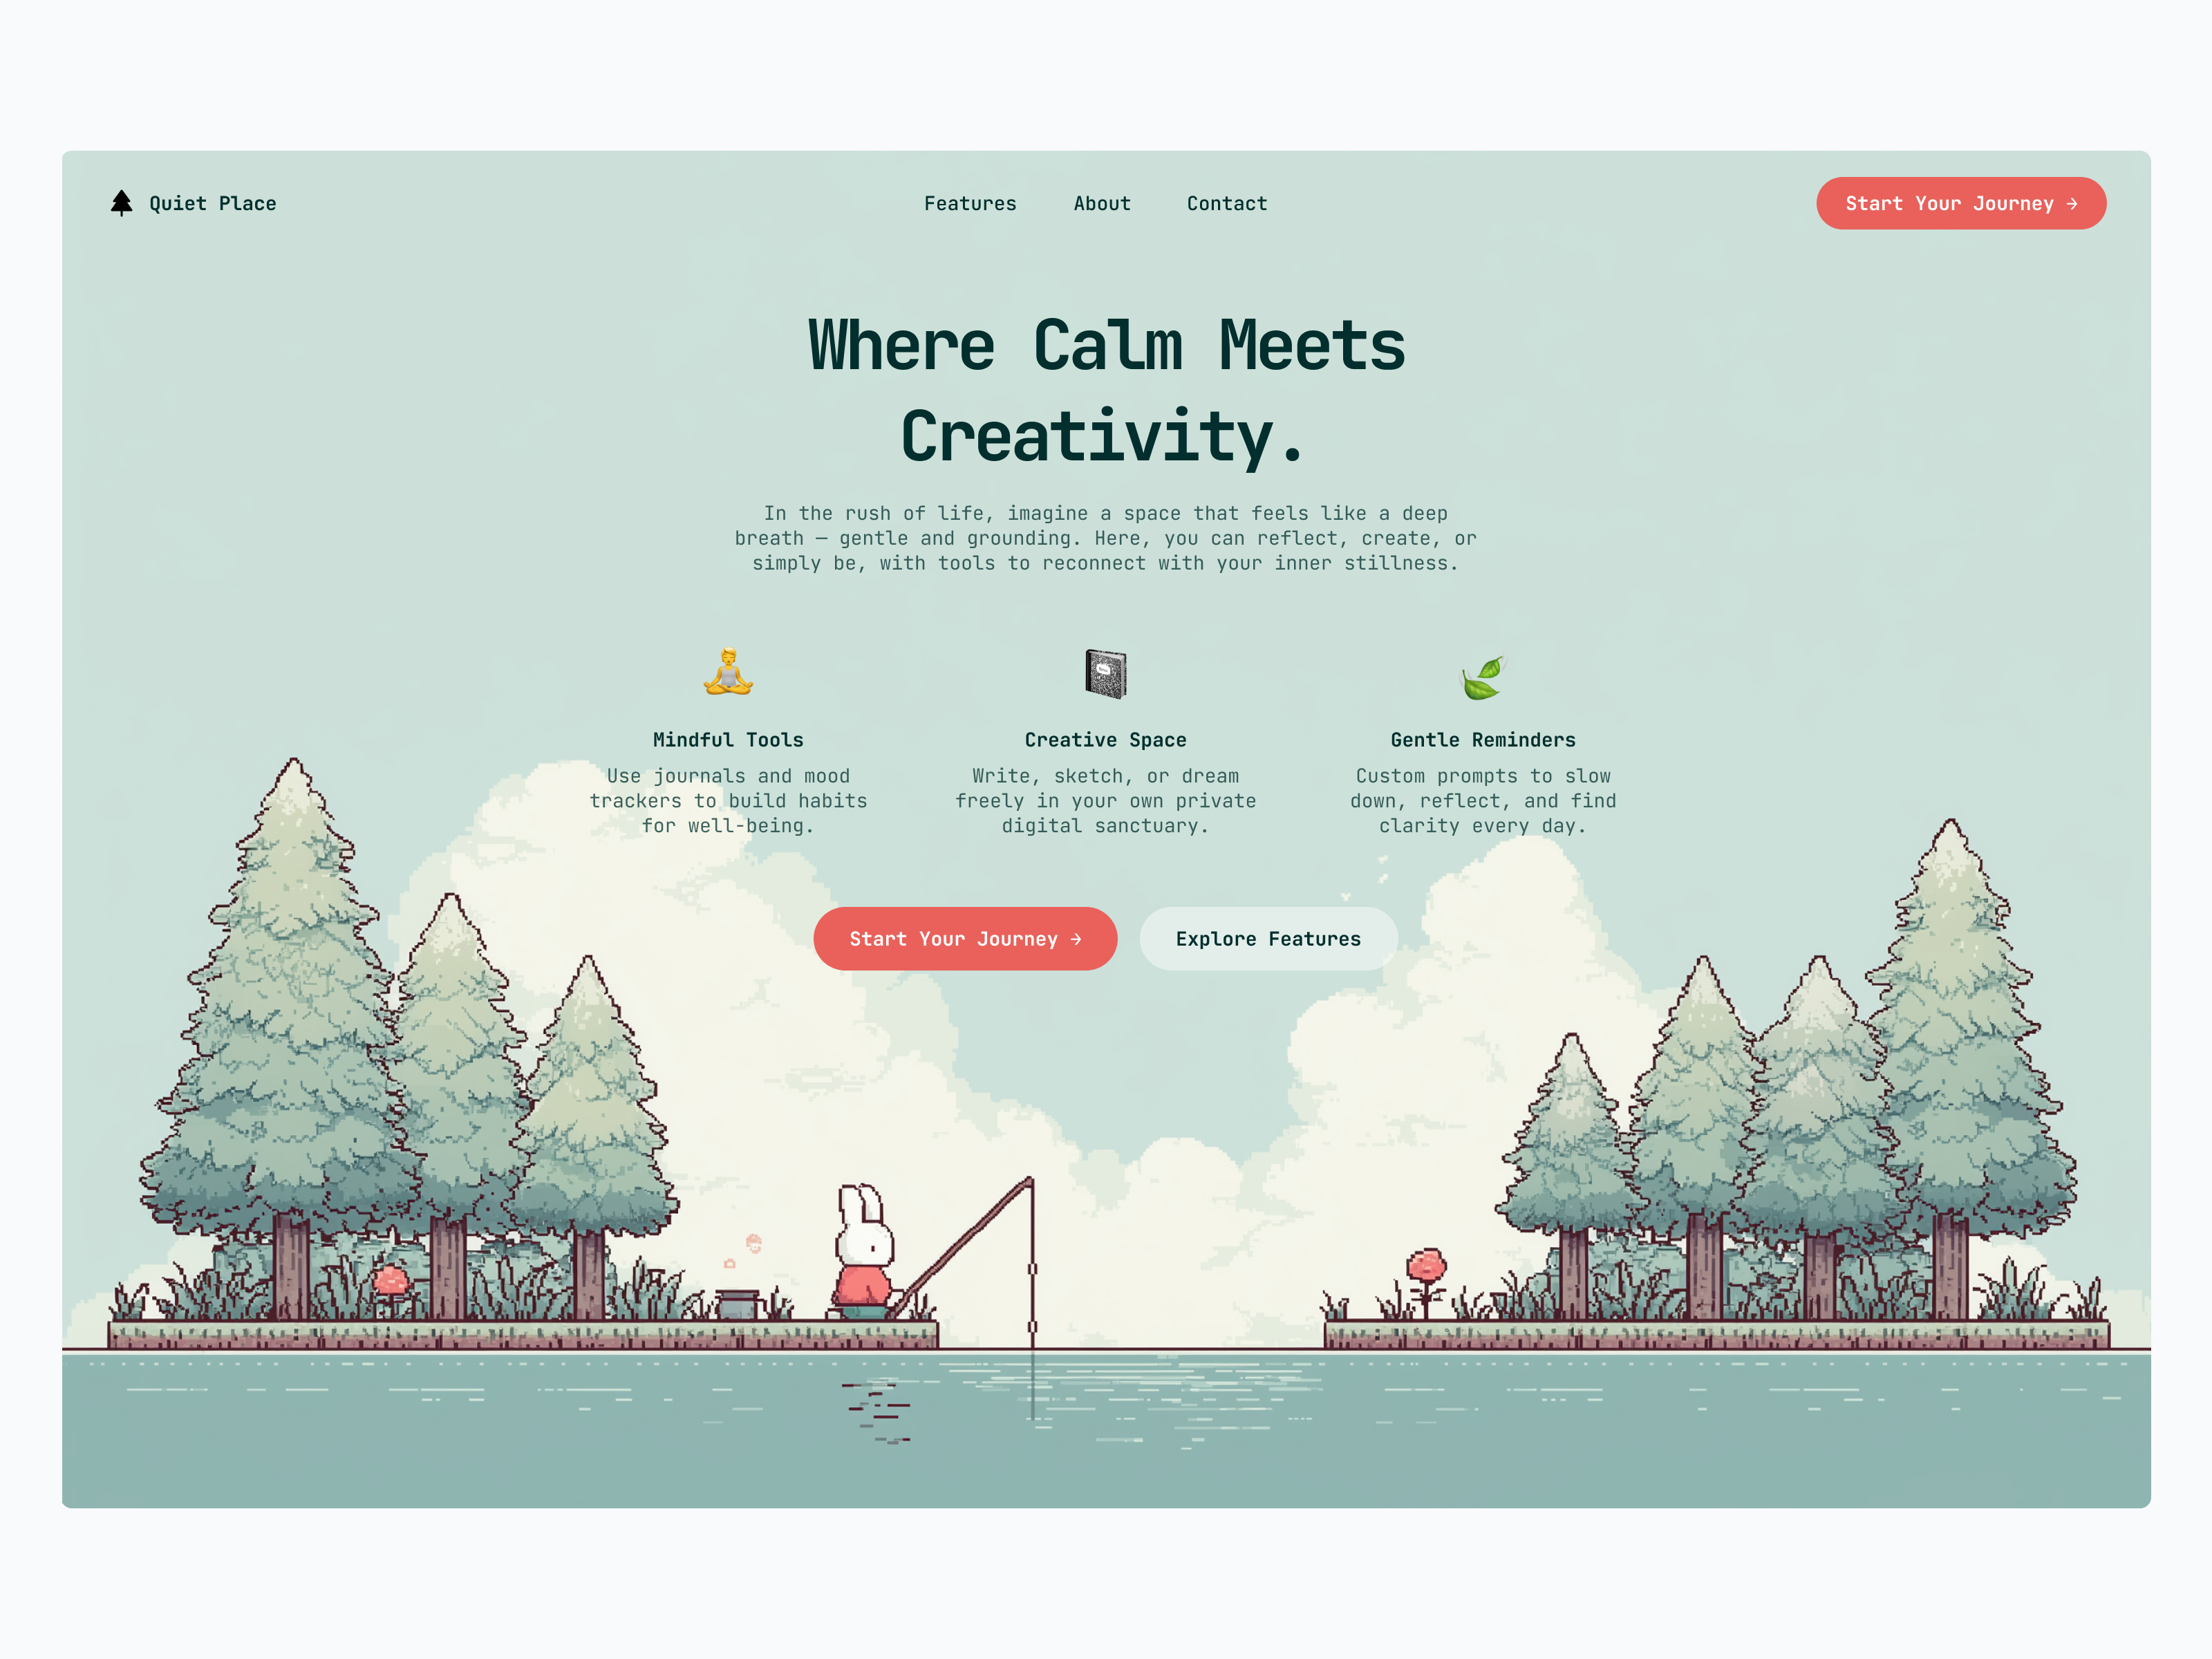 Quiet Place
Features
About
Contact
Start Your Journey →
Where Calm Meets
Creativity.
In the rush of life, imagine a space that feels like a deep
breath — gentle and grounding. Here, you can reflect, create, or
simply be, with tools to reconnect with your inner stillness.
Mindful Tools
Use journals and mood
trackers to build habits
for well-being.
Creative Space
Write, sketch, or dream
freely in your own private
digital sanctuary.
Gentle Reminders
Custom prompts to slow
down, reflect, and find
clarity every day.
Start Your Journey →
Explore Features